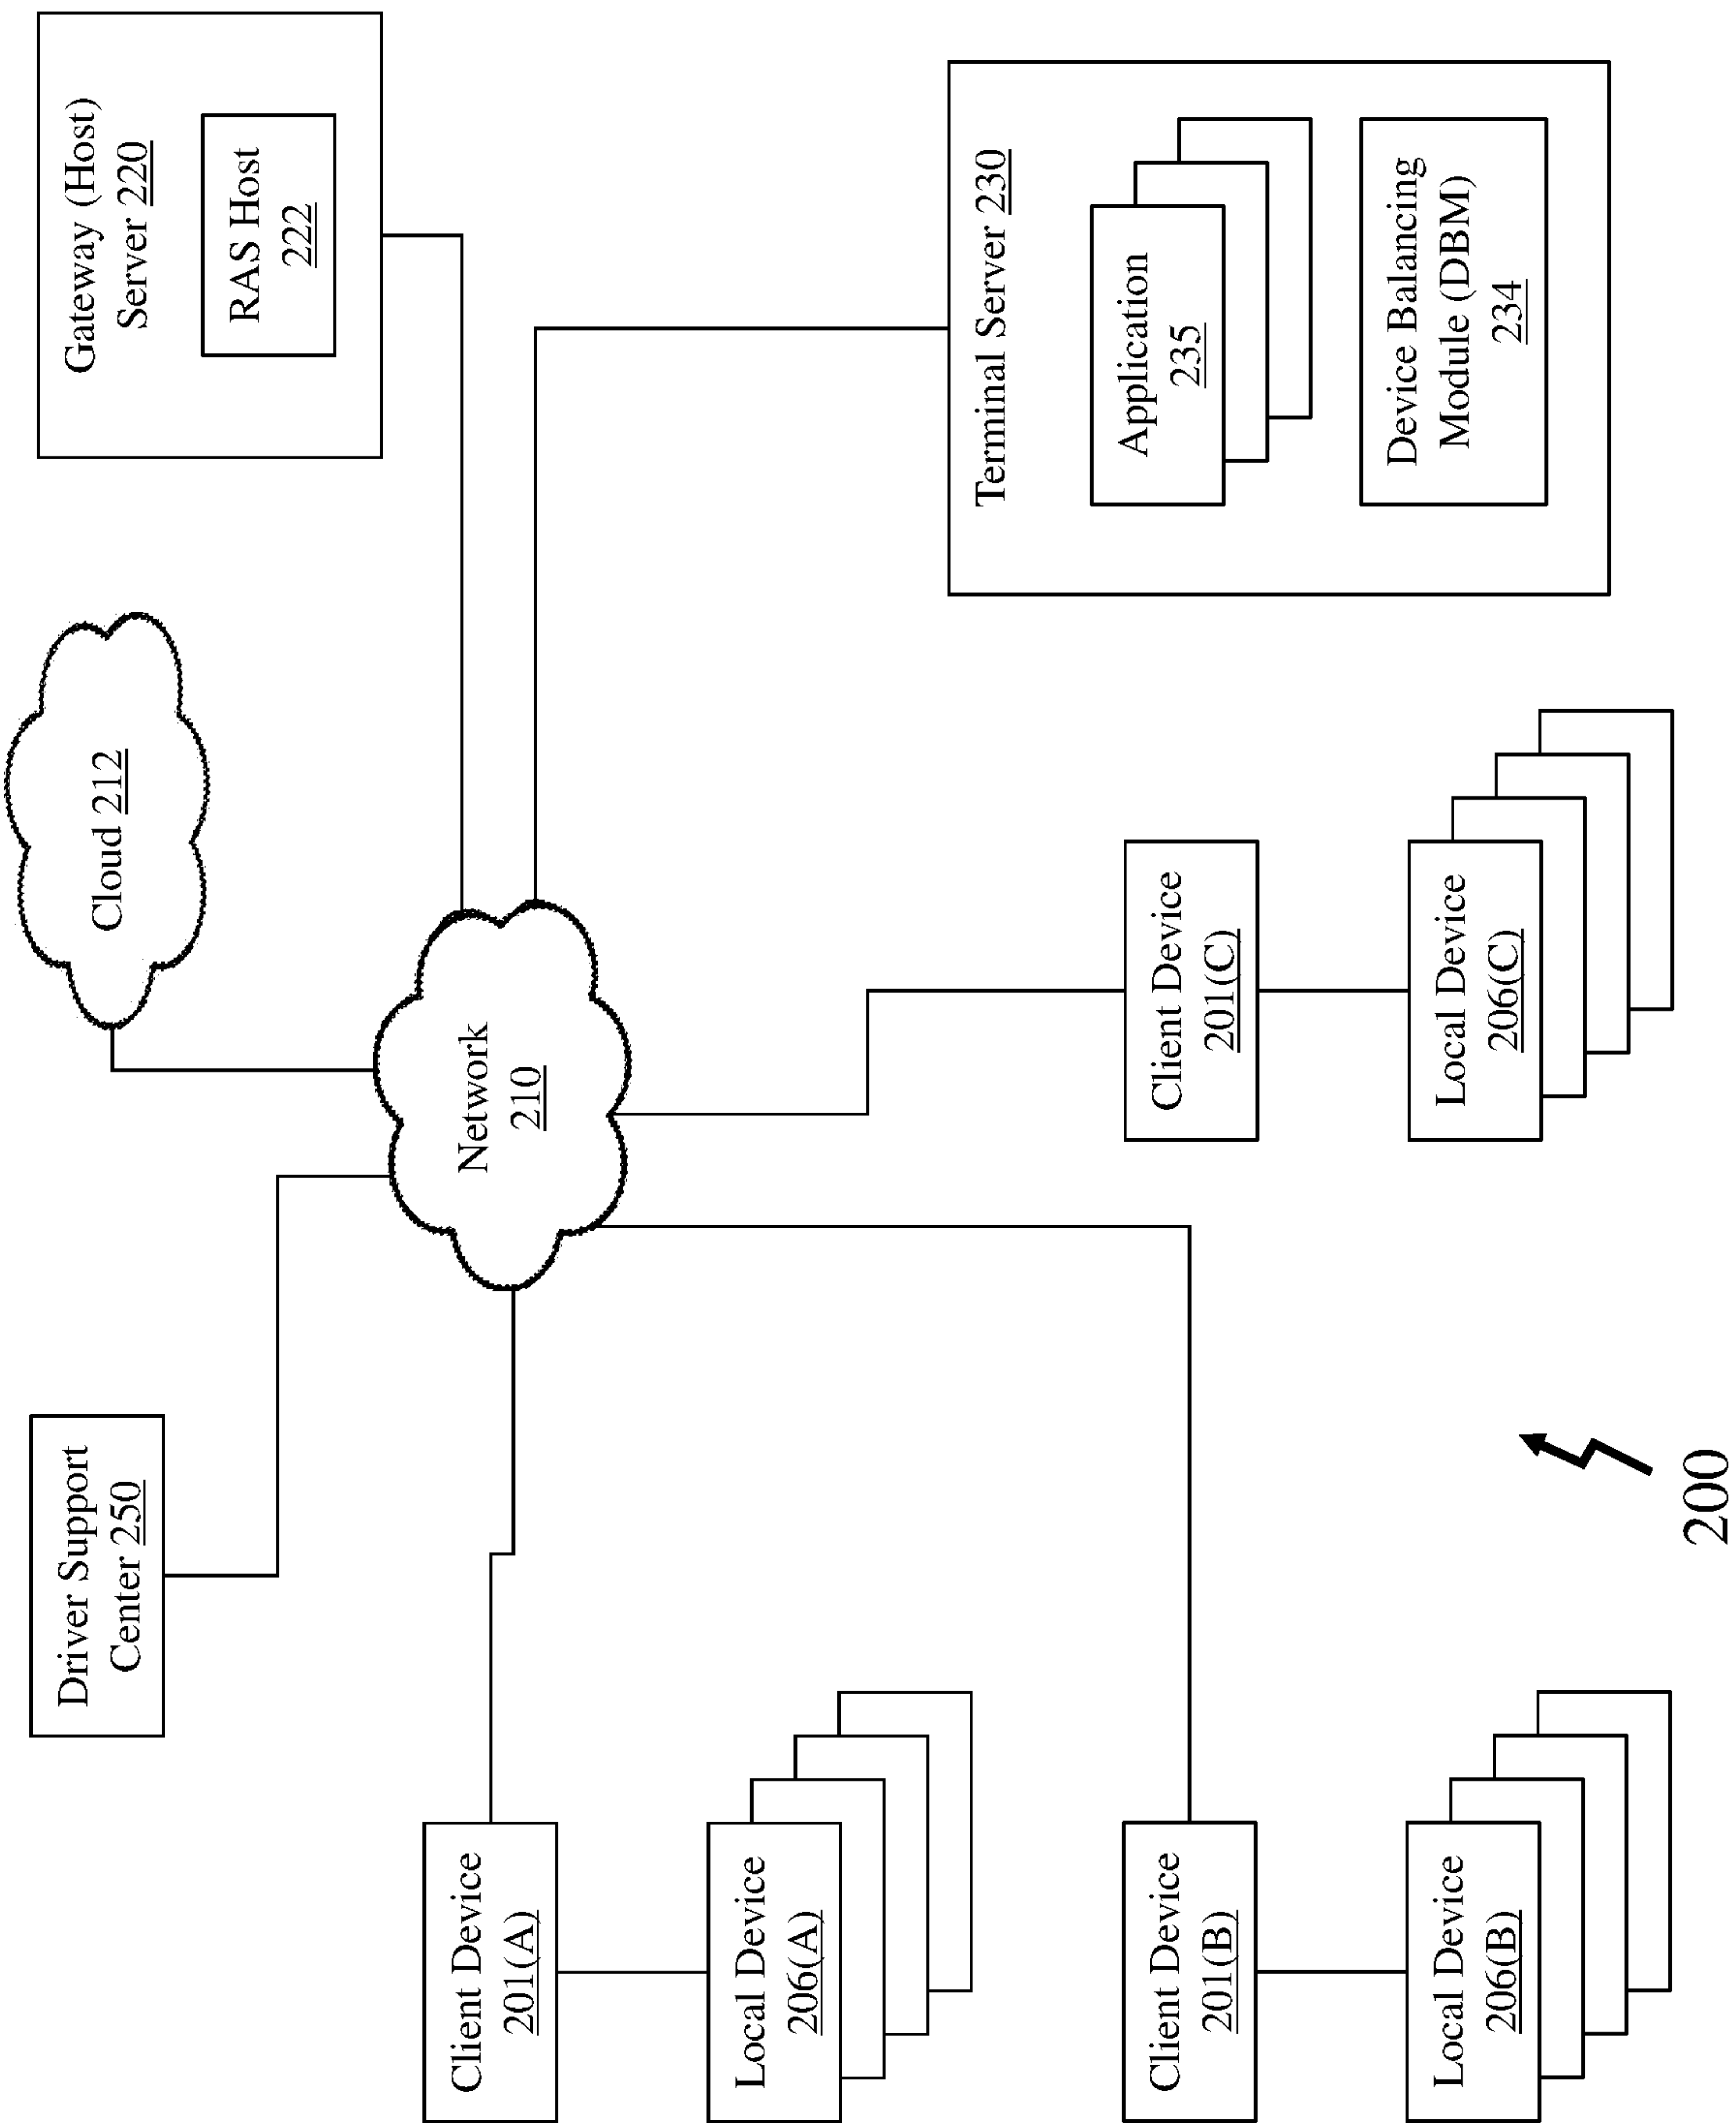 Driver Support
Center 250
Cloud 212
Gateway (Host)
Server 220
RAS Host
222
Network
210
Client Device
201(A)
Local Device
206(A)
Client Device
201(B)
Local Device
206(B)
Client Device
201(C)
Local Device
206(C)
Terminal Server 230
Application
235
Device Balancing
Module (DBM)
234
200